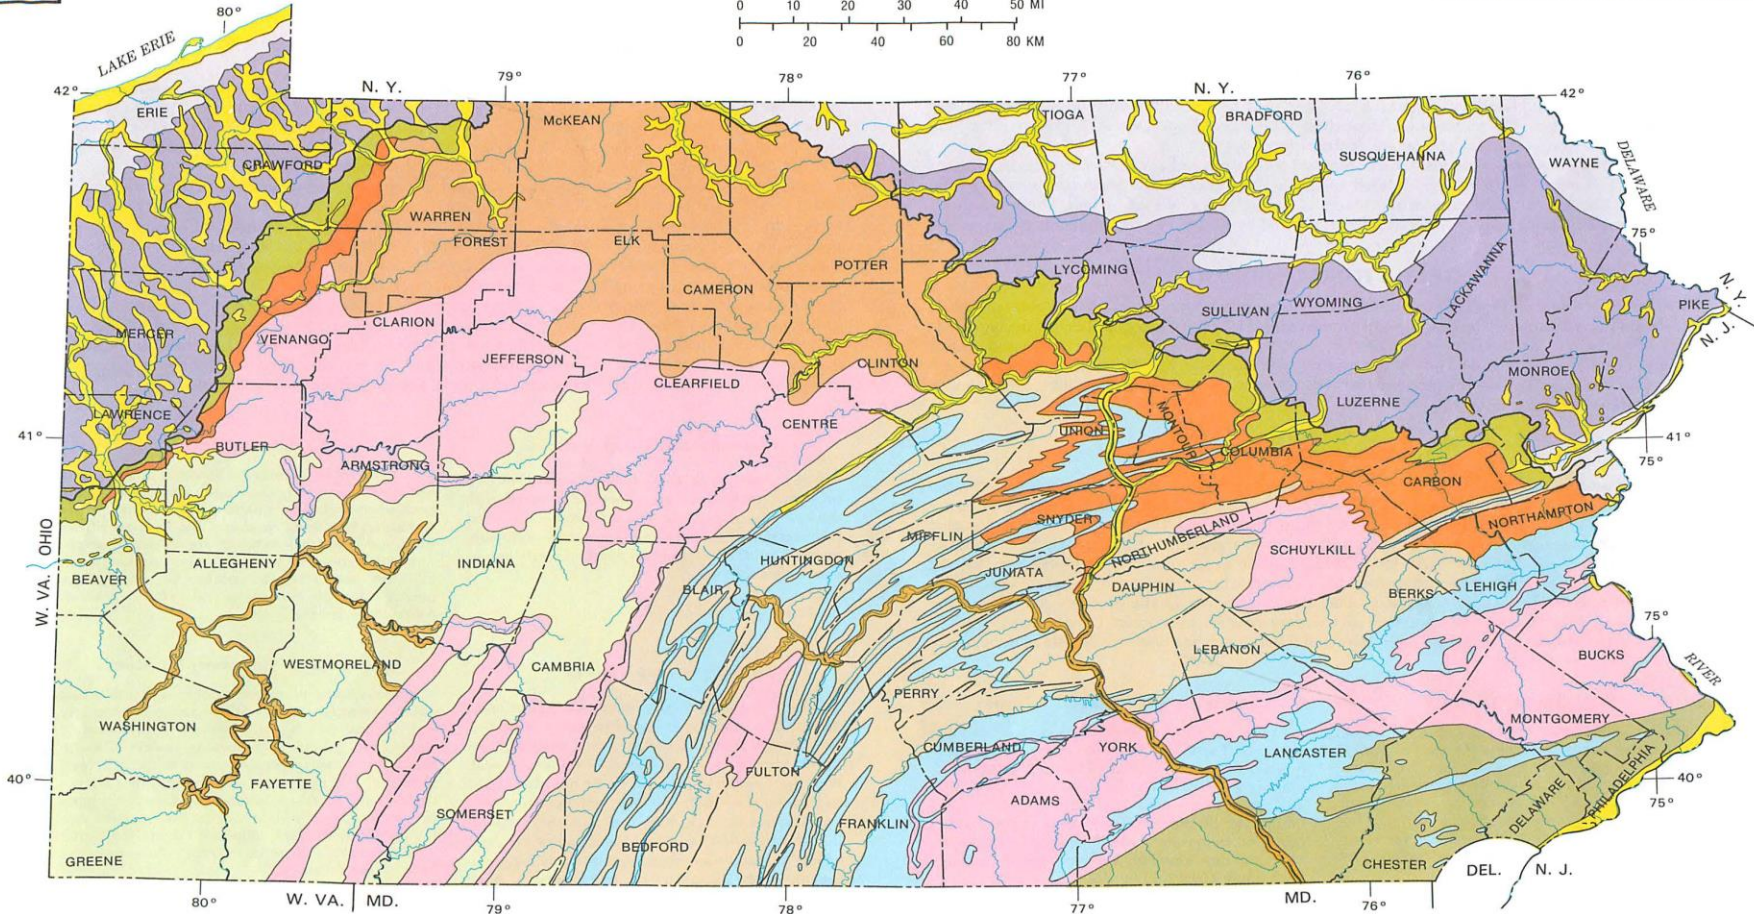 0 10 20 30 40 50 MI
0 20 40 60 80 KM
80°
LAKE ERIE
79°
N. Y.
78°
77°
N. Y.
76°
42°
42°
ERIE
McKEAN
TIOGA
BRADFORD
CRAWFORD
SUSQUEHANNA
WAYNE
DELAWARE
WARREN
FOREST
ELK
POTTER
75°
CAMERON
LYCOMING
LACKAWANNA
WYOMING
SULLIVAN
PIKE
N. Y.
N. J.
MERCER
VENANGO
CLARION
JEFFERSON
CLEARFIELD
CLINTON
MONROE
LUZERNE
LAWRENCE
CENTRE
UNION
MONTOUR
41°
41°
75°
BUTLER
ARMSTRONG
COLUMBIA
CARBON
NORTHAMPTON
SNYDER
MIFFLIN
NORTHUMBERLAND
SCHUYLKILL
OHIO
W. VA.
BEAVER
ALLEGHENY
INDIANA
HUNTINGDON
BLAIR
JUNIATA
DAUPHIN
BERKS
LEHIGH
75°
WESTMORELAND
CAMBRIA
LEBANON
BUCKS
RIVER
PERRY
WASHINGTON
MONTGOMERY
CUMBERLAND
YORK
LANCASTER
40°
FAYETTE
FULTON
ADAMS
PHILADELPHIA
DELAWARE
40°
75°
SOMERSET
FRANKLIN
BEDFORD
GREENE
CHESTER
DEL.
N. J.
80°
W. VA.
MD.
79°
78°
77°
MD.
76°